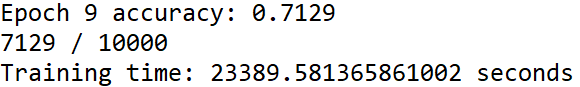 Epoch 9 accuracy: 0.7129
7129 / 10000
Training time: 23389.581365861002 seconds